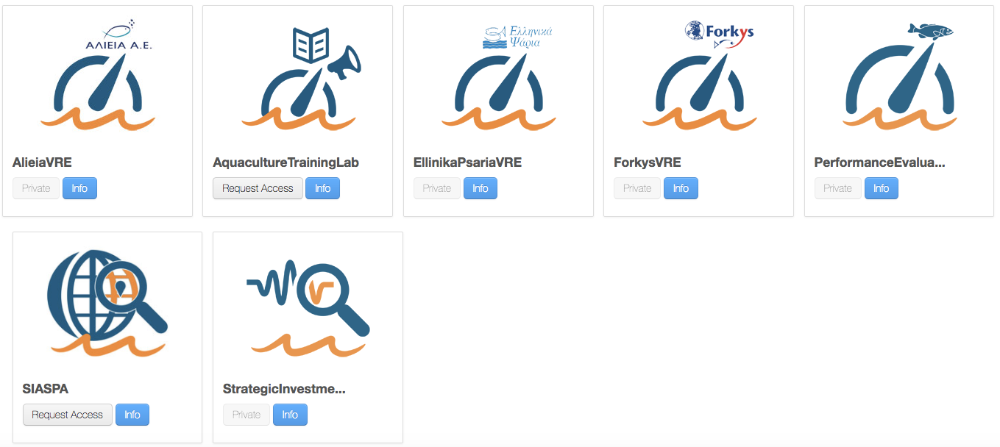 ΑΛΙΕΙΑ Α.Ε.
Ελληνικά
Ψάρια
Forkys
AlieiaVRE
AquacultureTrainingLab
EllinikaPsariaVRE
ForkysVRE
PerformanceEvalua...
Private Info
Request Access Info
Private Info
Private Info
Private Info
SIASPA
StrategicInvestme...
Request Access Info
Private Info